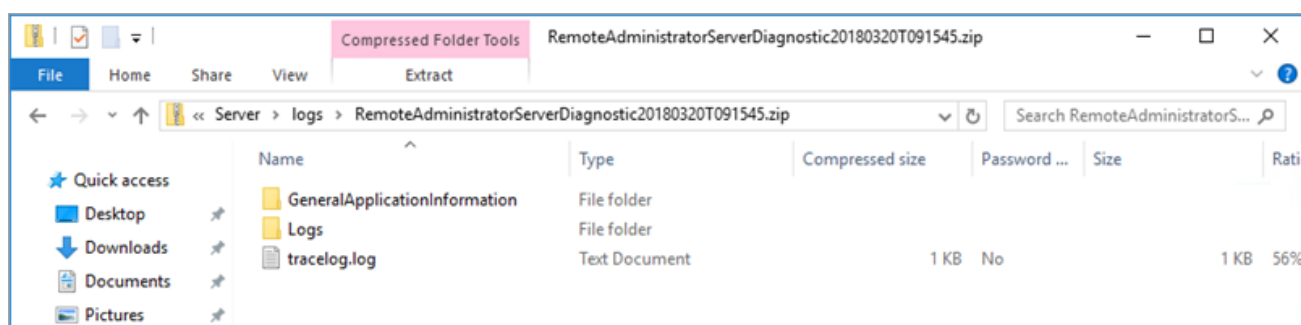 Compressed Folder Tools RemoteAdministratorServerDiagnostic20180320T091545.zip
File Home Share View Extract
« Server > logs > RemoteAdministratorServerDiagnostic20180320T091545.zip Search RemoteAdministratorS...
Name Type Compressed size Password ... Size Rati
Quick access
Desktop
Downloads
Documents
Pictures
GeneralApplicationInformation File folder
Logs File folder
tracelog.log Text Document 1 KB No 1 KB 56%